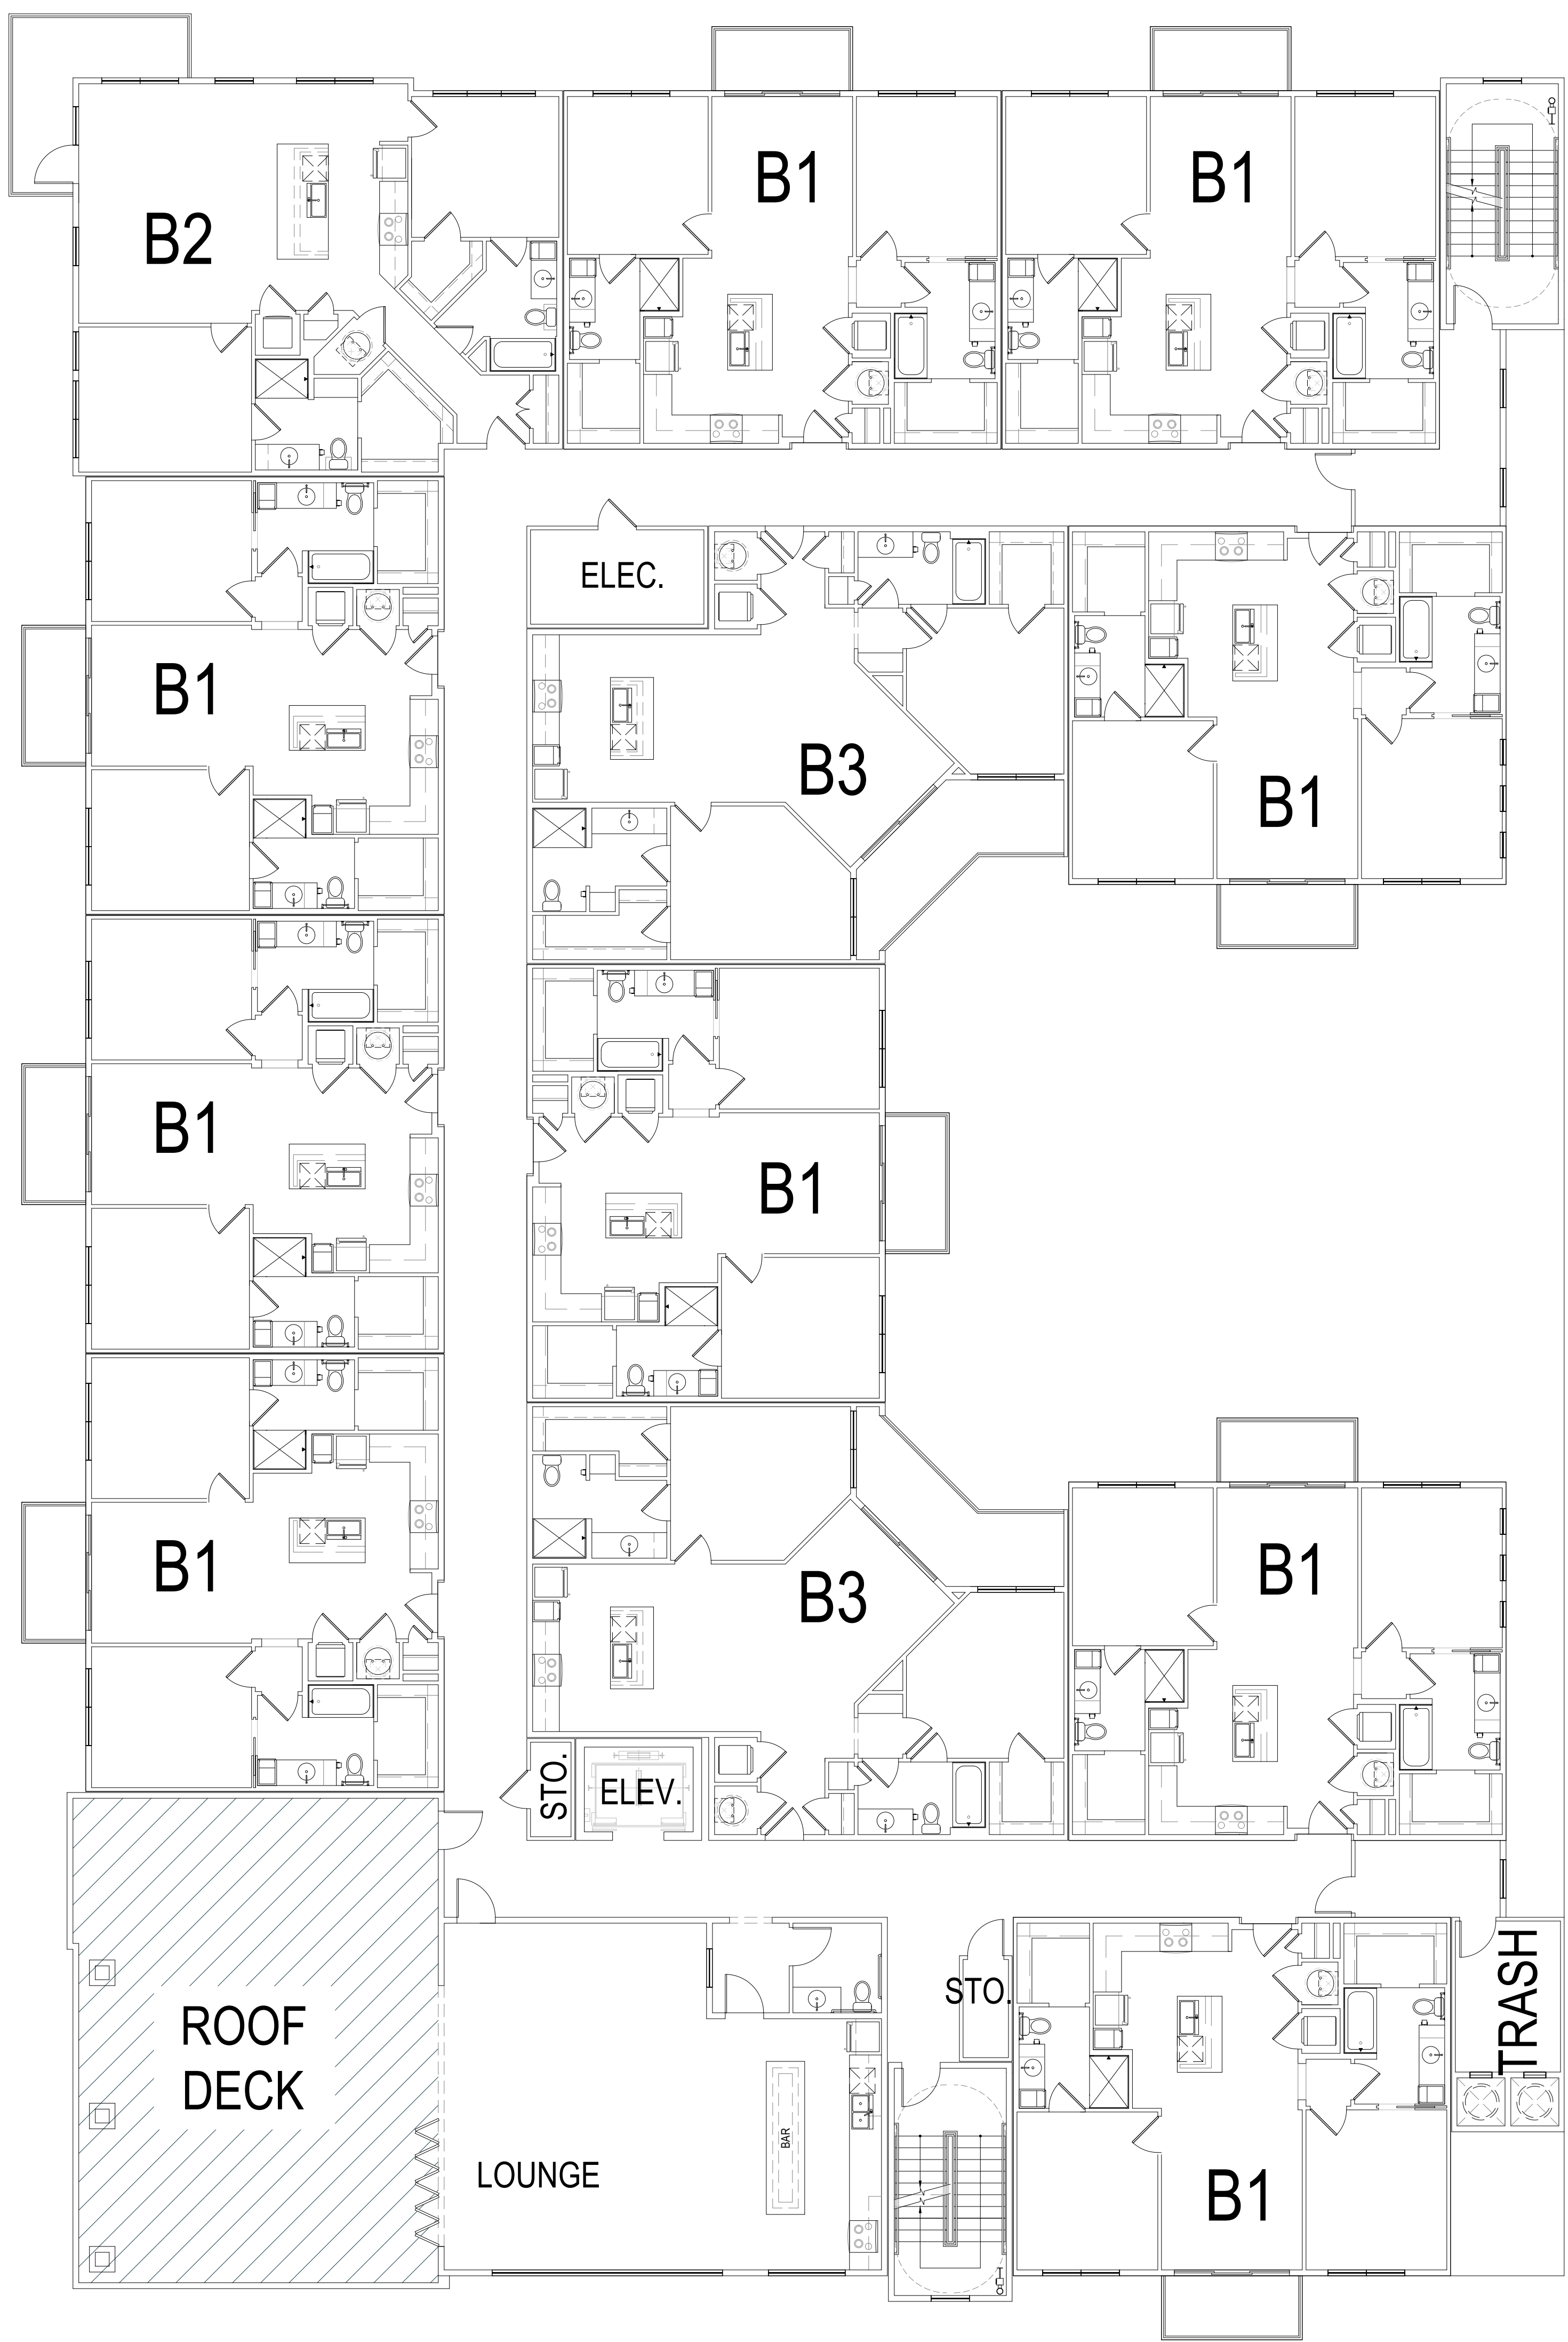 B1
B1
B2
ELEC.
B1
B3
B1
B1
B1
B1
B3
B1
STO.
ELEV.
ROOF
DECK
STO.
TRASH
BAR
LOUNGE
B1